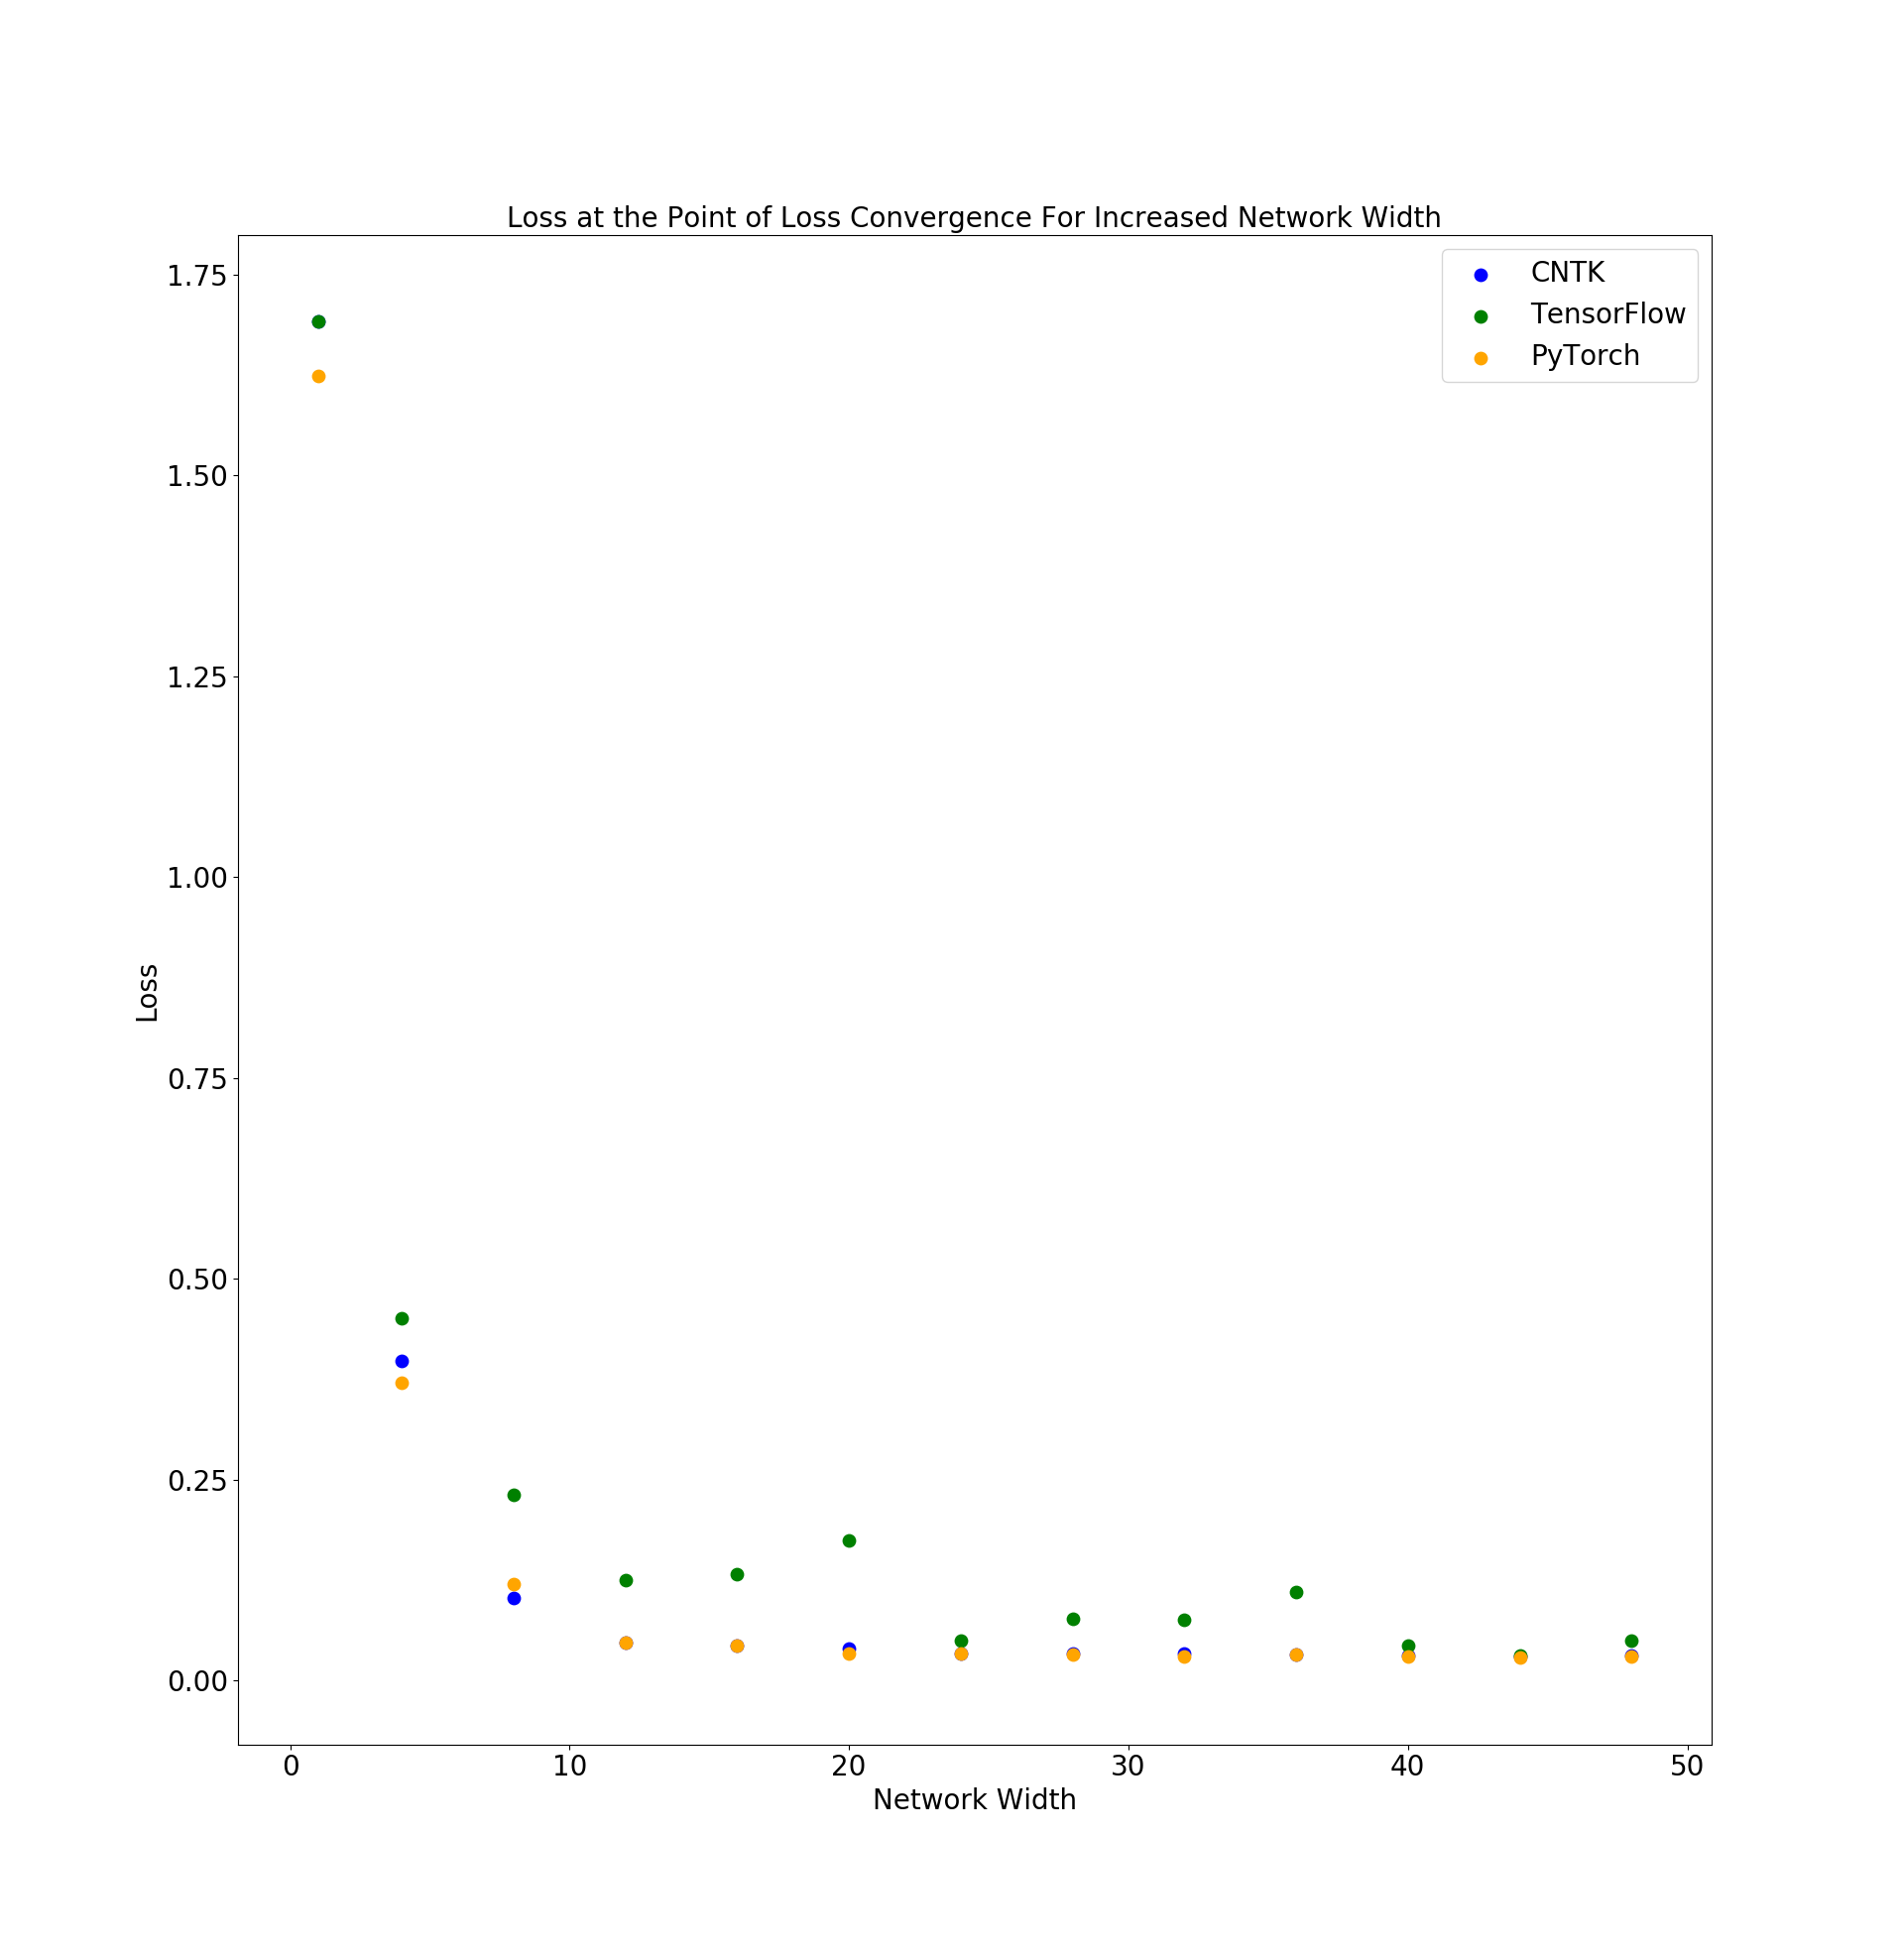 Loss at the Point of Loss Convergence For Increased Network Width
CNTK
TensorFlow
PyTorch
1.75
1.50
1.25
1.00
0.75
0.50
0.25
0.00
Loss
0 10 20 30 40 50
Network Width